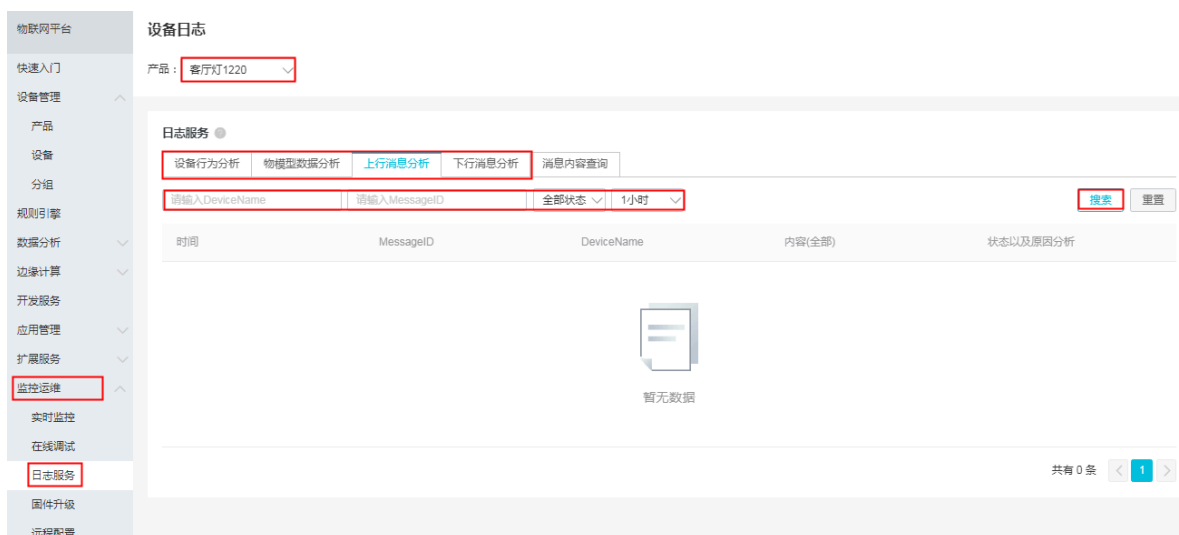 物联网平台
设备日志
快速入门
产品： 客厅灯1220
设备管理
产品
日志服务
设备
设备行为分析 物模型数据分析 上行消息分析 下行消息分析 消息内容查询
分组
请输入DeviceName 请输入MessageID 全部状态 1小时 搜索 重置
规则引擎
数据分析
时间 MessageID DeviceName 内容(全部) 状态以及原因分析
边缘计算
开发服务
应用管理
扩展服务
监控运维
暂无数据
实时监控
在线调试
日志服务
共有0条 < 1 >
固件升级
远程配置